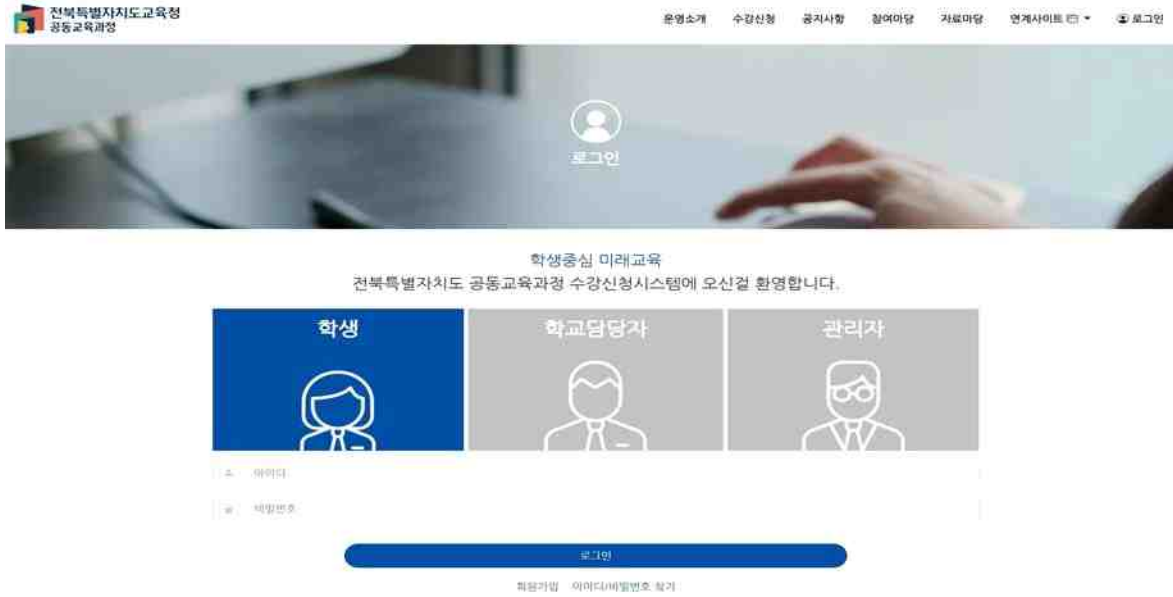 전북특별자치도교육청
공동교육과정
운영소개 수강신청 공지사항 참여마당 자료마당 연계사이트 로그인
로그인
학생중심 미래교육
전북특별자치도 공동교육과정 수강신청시스템에 오신걸 환영합니다.
학생 학교담당자 관리자
아이디
비밀번호
로그인
회원가입 아이디/비밀번호 찾기